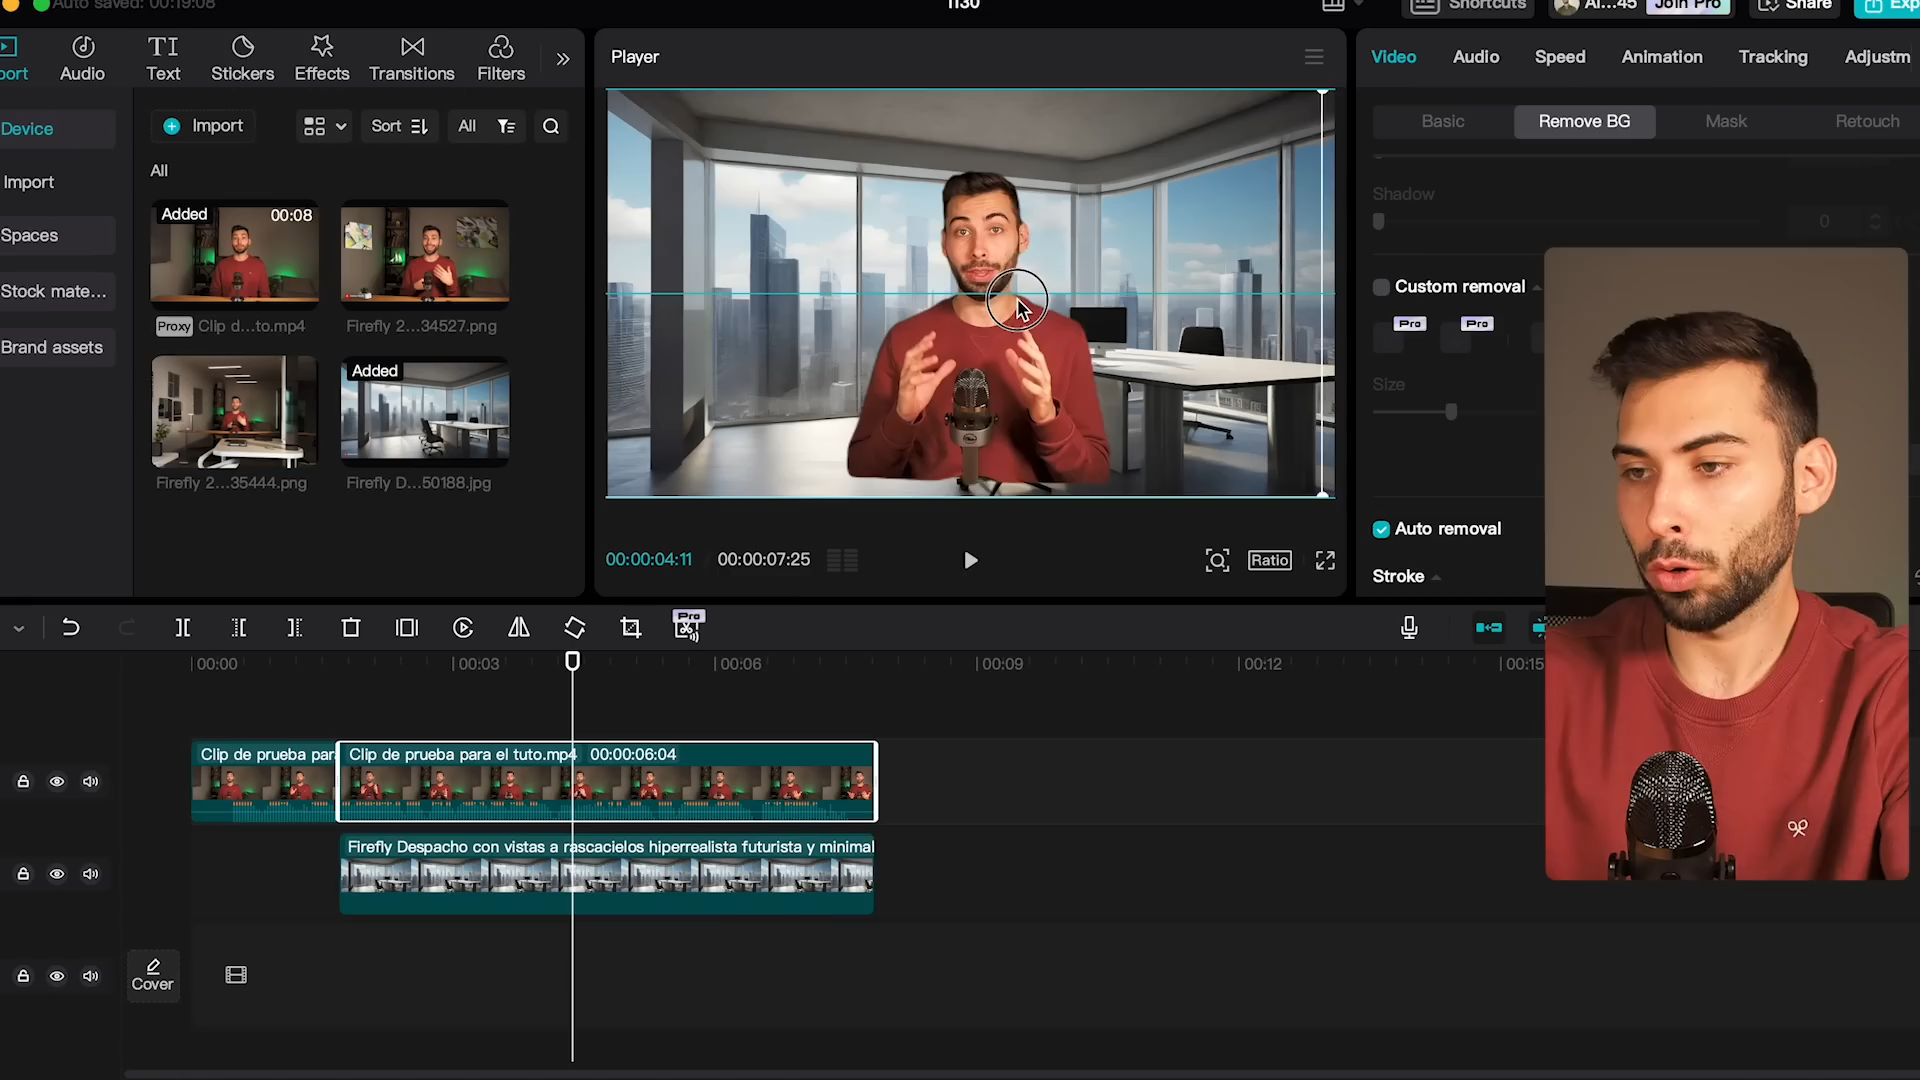 Auto saved: 00:19:08
1130
Shortcuts
Al...45
Join Pro
Share
Exp
port
Audio
Text
Stickers
Effects
Transitions
Filters
Player
Video
Audio
Speed
Animation
Tracking
Adjustm
Device
Import
Spaces
Stock mate...
Brand assets
Import
Sort
All
All
Added
00:08
Proxy
Clip d...to.mp4
Firefly 2...34527.png
Added
Firefly 2...35444.png
Firefly D...50188.jpg
Basic
Remove BG
Mask
Retouch
Shadow
0
Custom removal
Pro
Pro
Size
Auto removal
Stroke
00:00:04:11
00:00:07:25
Ratio
Pro
00:00
00:03
00:06
00:09
00:12
00:15
Clip de prueba par
Clip de prueba para el tuto.mp4
00:00:06:04
Firefly Despacho con vistas a rascacielos hiperrealista futurista y minimal
Cover